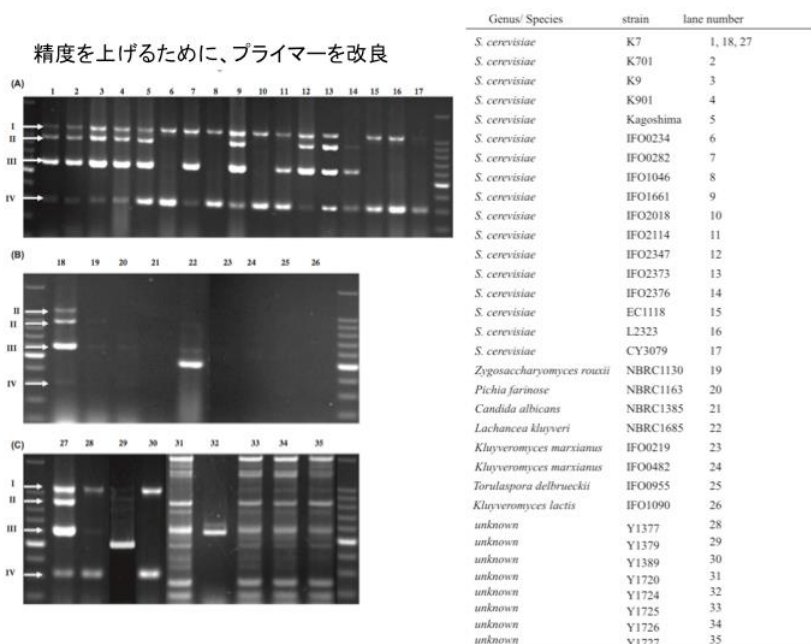 精度を上げるために、プライマーを改良
(A)
1 2 3 4 5 6 7 8 9 10 11 12 13 14 15 16 17
I
II
III
IV
(B)
18 19 20 21 22 23 24 25 26
II
II
III
IV
(C)
27 28 29 30 31 32 33 34 35
I
II
III
IV
Genus/ Species strain lane number
S. cerevisiae K7 1, 18, 27
S. cerevisiae K701 2
S. cerevisiae K9 3
S. cerevisiae K901 4
S. cerevisiae Kagoshima 5
S. cerevisiae IFO0234 6
S. cerevisiae IFO0282 7
S. cerevisiae IFO1046 8
S. cerevisiae IFO1661 9
S. cerevisiae IFO2018 10
S. cerevisiae IFO2114 11
S. cerevisiae IFO2347 12
S. cerevisiae IFO2373 13
S. cerevisiae IFO2376 14
S. cerevisiae EC1118 15
S. cerevisiae L2323 16
S. cerevisiae CY3079 17
Zygosaccharyomyces rouxii NBRC1130 19
Pichia farinose NBRC1163 20
Candida albicans NBRC1385 21
Lachancea kluyveri NBRC1685 22
Kluyveromyces marxianus IFO0219 23
Kluyveromyces marxianus IFO0482 24
Torulaspora delbrueckii IFO0955 25
Kluyveromyces lactis IFO1090 26
unknown Y1377 28
unknown Y1379 29
unknown Y1389 30
unknown Y1720 31
unknown Y1724 32
unknown Y1725 33
unknown Y1726 34
unknown Y1727 35